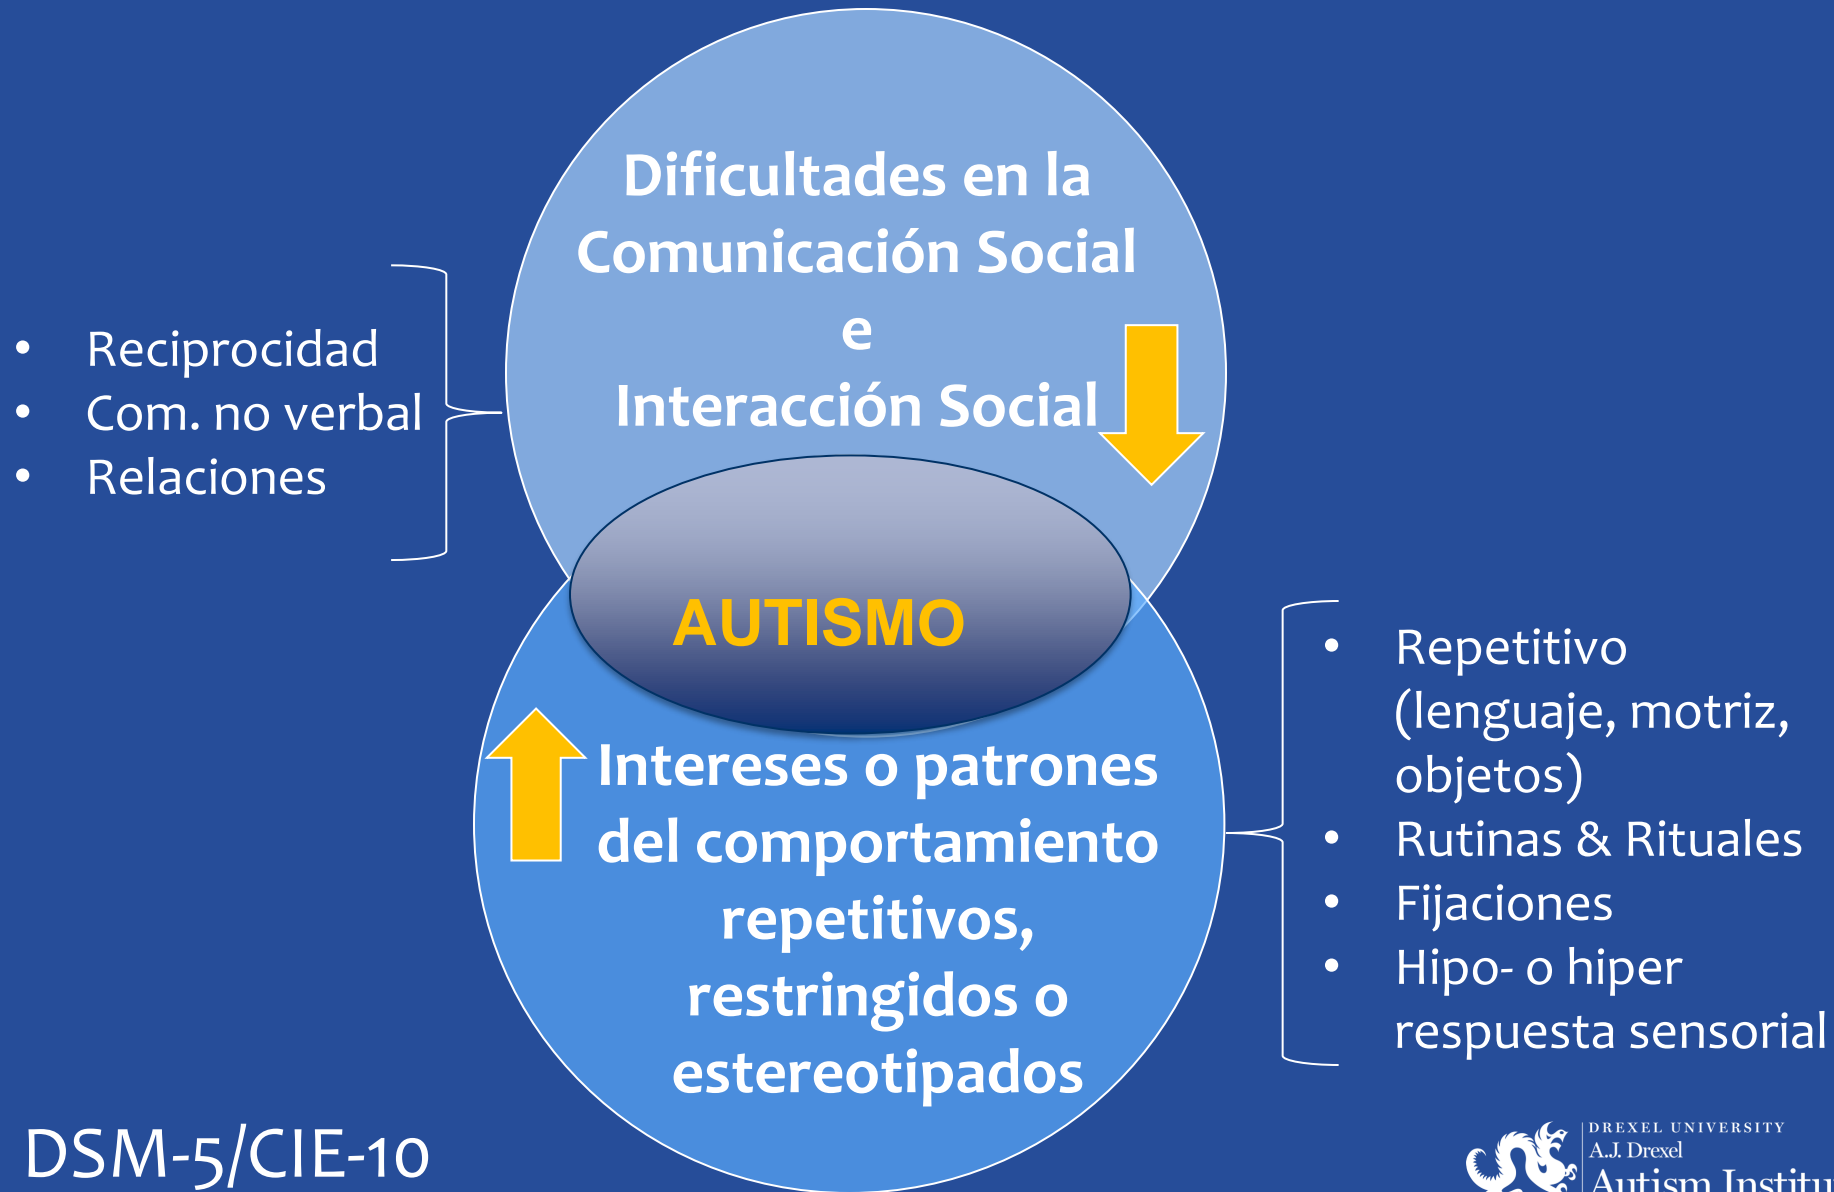 Dificultades en la
Comunicación Social
e
Interacción Social
• Reciprocidad
• Com. no verbal
• Relaciones
AUTISMO
Intereses o patrones
del comportamiento
repetitivos,
restringidos o
estereotipados
• Repetitivo
(lenguaje, motriz,
objetos)
• Rutinas & Rituales
• Fijaciones
• Hipo- o hiper
respuesta sensorial
DSM-5/CIE-10
DREXEL UNIVERSITY
A.J. Drexel
Autism Institu